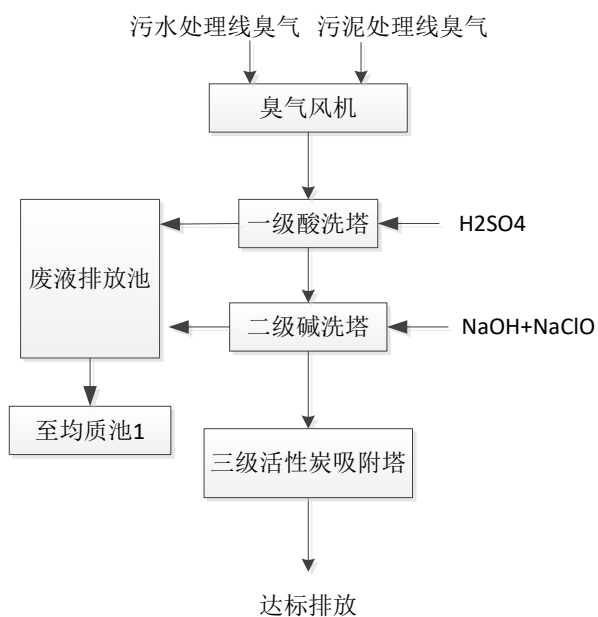 污水处理线臭气 污泥处理线臭气
臭气风机
一级酸洗塔
H2SO4
废液排放池
二级碱洗塔
NaOH+NaClO
至均质池1
三级活性炭吸附塔
达标排放